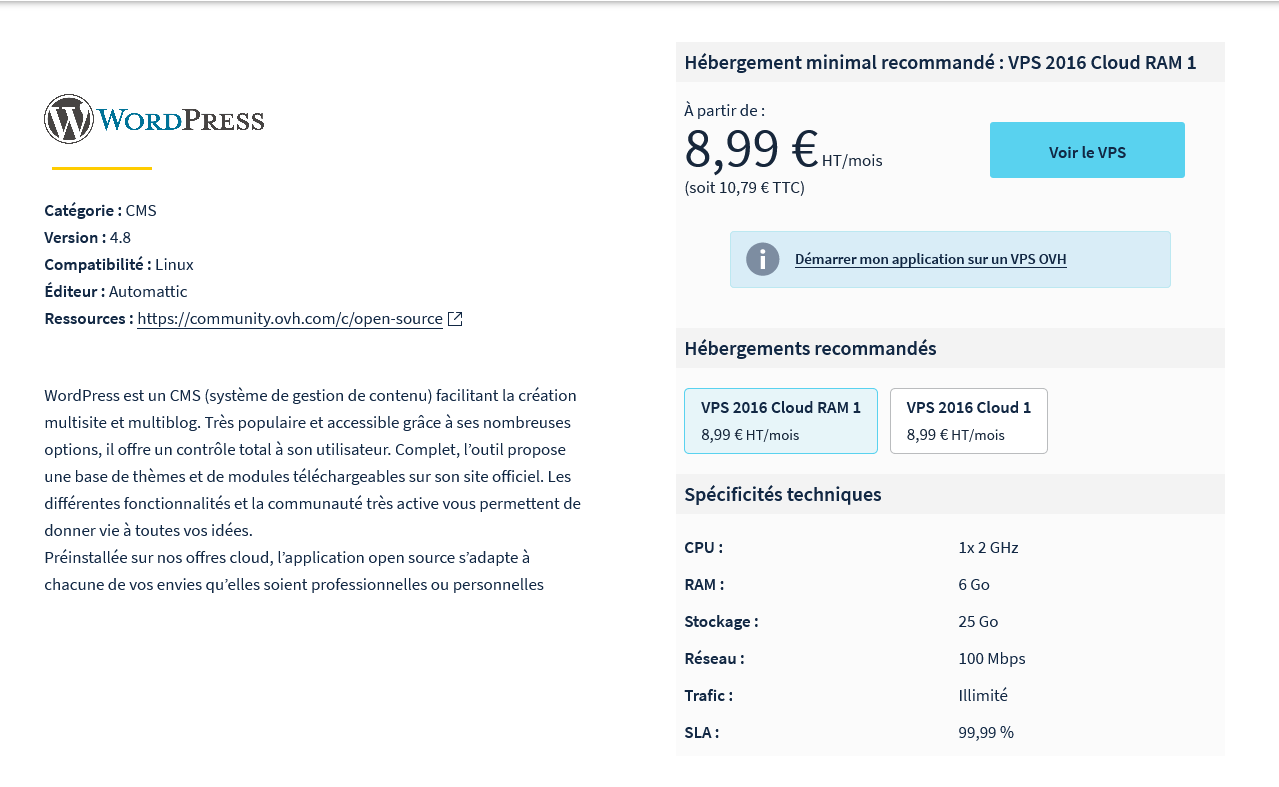 WORDPRESS
Catégorie : CMS
Version : 4.8
Compatibilité : Linux
Éditeur : Automattic
Ressources : https://community.ovh.com/c/open-source
WordPress est un CMS (système de gestion de contenu) facilitant la création
multisite et multiblog. Très populaire et accessible grâce à ses nombreuses
options, il offre un contrôle total à son utilisateur. Complet, l’outil propose
une base de thèmes et de modules téléchargeables sur son site officiel. Les
différentes fonctionnalités et la communauté très active vous permettent de
donner vie à toutes vos idées.
Préinstallée sur nos offres cloud, l’application open source s’adapte à
chacune de vos envies qu’elles soient professionnelles ou personnelles
Hébergement minimal recommandé : VPS 2016 Cloud RAM 1
À partir de :
8,99 € HT/mois
(soit 10,79 € TTC)
Voir le VPS
Démarrer mon application sur un VPS OVH
Hébergements recommandés
VPS 2016 Cloud RAM 1
8,99 € HT/mois
VPS 2016 Cloud 1
8,99 € HT/mois
Spécificités techniques
CPU : 1x 2 GHz
RAM : 6 Go
Stockage : 25 Go
Réseau : 100 Mbps
Trafic : Illimité
SLA : 99,99 %